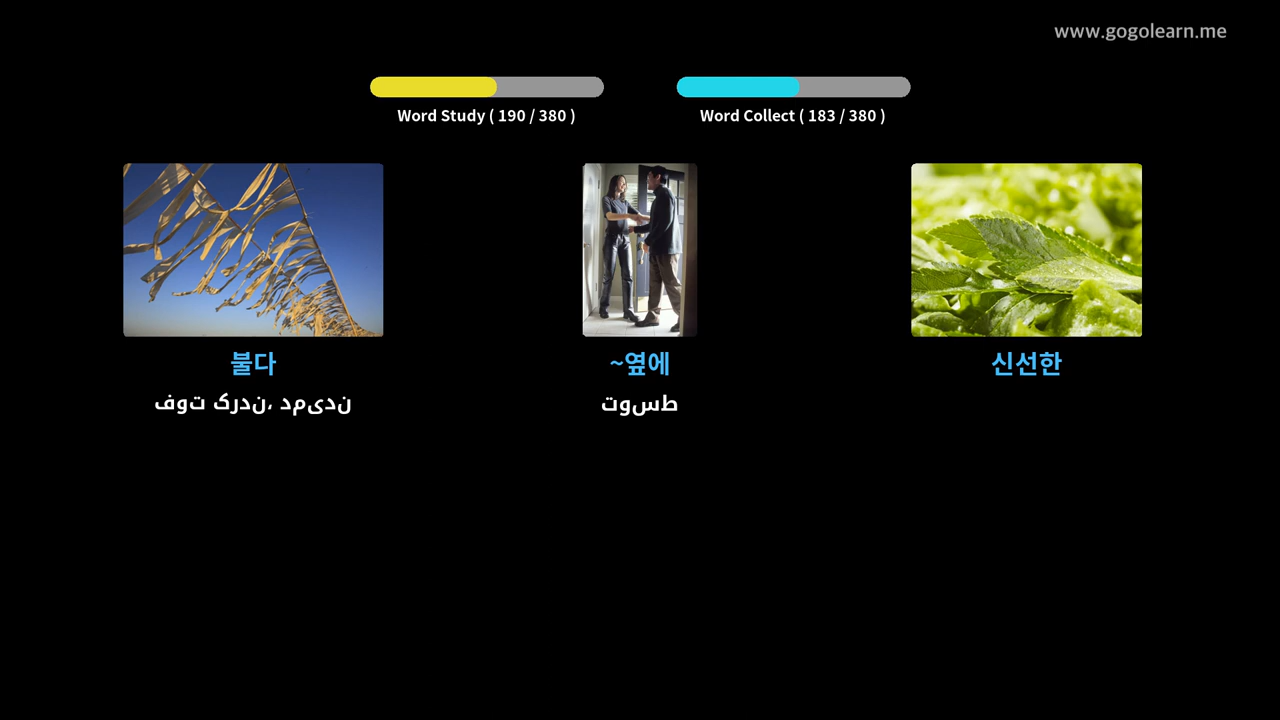 www.gogolearn.me
Word Study ( 190 / 380 )
Word Collect ( 183 / 380 )
불다
~옆에
신선한
فوت کردن، دمیدن
توسط